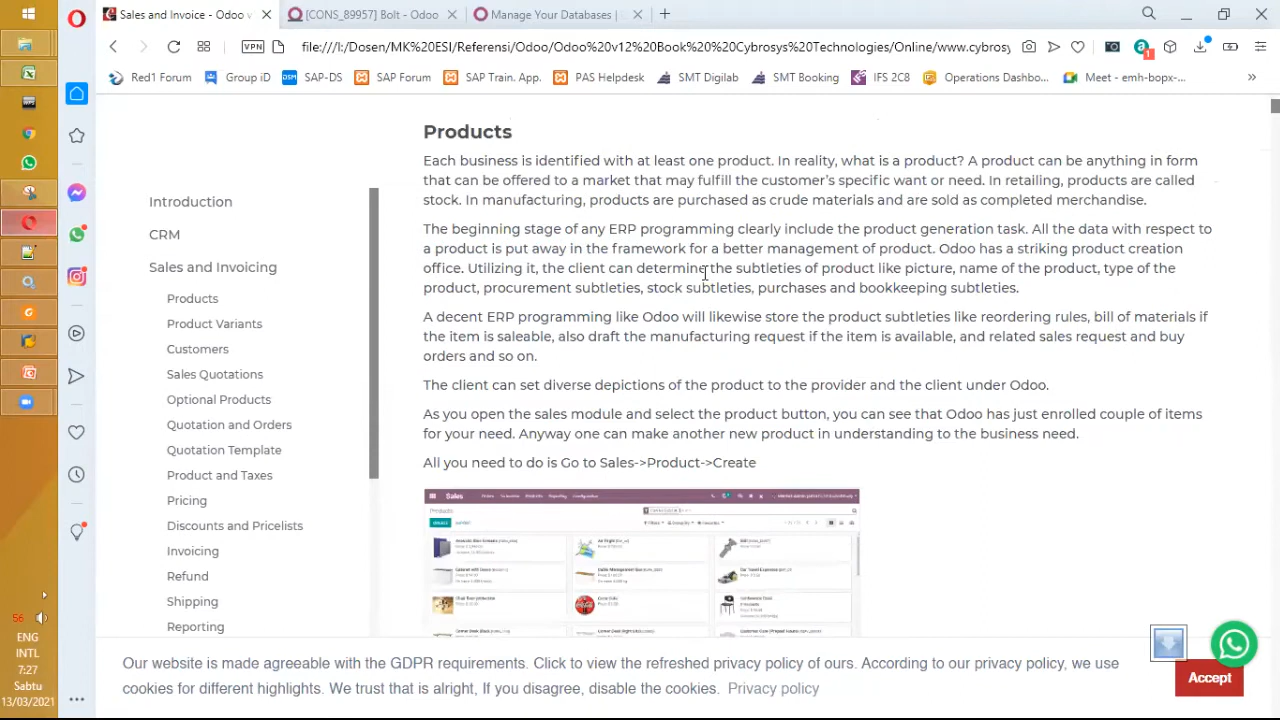 Sales and Invoice - Odoo v
[CONS_89957] Bolt - Odoo
Manage Your Databases |
VPN
file:///I:/Dosen/MK%20ESI/Referensi/Odoo/Odoo%20v12%20Book%20%20Cybrosys%20Technologies/Online/www.cybrosy
1
Red1 Forum
Group iD
DSM SAP-DS
SAP Forum
SAP Train. App.
PAS Helpdesk
SMT Digilab
SMT Booking
IFS 2C8
Operations Dashbo...
Meet - emh-bopx-...
Introduction
CRM
Sales and Invoicing
Products
Product Variants
Customers
Sales Quotations
Optional Products
Quotation and Orders
Quotation Template
Product and Taxes
Pricing
Discounts and Pricelists
Invoicing
Refund
Shipping
Reporting
Products
Each business is identified with at least one product. In reality, what is a product? A product can be anything in form
that can be offered to a market that may fulfill the customer's specific want or need. In retailing, products are called
stock. In manufacturing, products are purchased as crude materials and are sold as completed merchandise.
The beginning stage of any ERP programming clearly include the product generation task. All the data with respect to
a product is put away in the framework for a better management of product. Odoo has a striking product creation
office. Utilizing it, the client can determine the subtleties of product like picture, name of the product, type of the
product, procurement subtleties, stock subtleties, purchases and bookkeeping subtleties.
A decent ERP programming like Odoo will likewise store the product subtleties like reordering rules, bill of materials if
the item is saleable, also draft the manufacturing request if the item is available, and related sales request and buy
orders and so on.
The client can set diverse depictions of the product to the provider and the client under Odoo.
As you open the sales module and select the product button, you can see that Odoo has just enrolled couple of items
for your need. Anyway one can make another new product in understanding to the business need.
All you need to do is Go to Sales->Product->Create
Sales
Products
Our website is made agreeable with the GDPR requirements. Click to view the refreshed privacy policy of ours. According to our privacy policy, we use
cookies for different highlights. We trust that is alright, If you disagree, disable the cookies. Privacy policy
Accept
56
ENG
INTL
7:27
Sabtu
13/03/2021